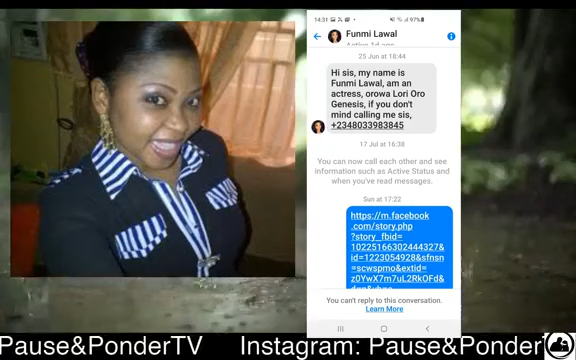 14:31
97%
Funmi Lawal
Active 1d ago
25 Jun at 18:44
Hi sis, my name is
Funmi Lawal, am an
actress, orowa Lori Oro
Genesis, if you don't
mind calling me sis,
+2348033983845
17 Jul at 16:38
You can now call each other and see
information such as Active Status and
when you've read messages.
Sun at 17:22
https://m.facebook
.com/story.php
?story_fbid=
10225166302444327&
id=1223054928&sfnsn
=scwspmo&extid=
z0YwX7m7uL2RkOFd&
You can't reply to this conversation.
Learn More
Pause&PonderTV Instagram: Pause&PonderT